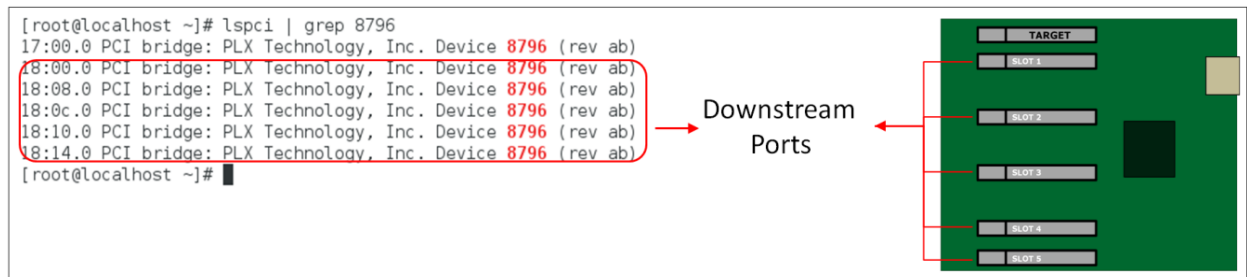 [root@localhost ~]# lspci | grep 8796
17:00.0 PCI bridge: PLX Technology, Inc. Device 8796 (rev ab)
18:00.0 PCI bridge: PLX Technology, Inc. Device 8796 (rev ab)
18:08.0 PCI bridge: PLX Technology, Inc. Device 8796 (rev ab)
18:0c.0 PCI bridge: PLX Technology, Inc. Device 8796 (rev ab)
18:10.0 PCI bridge: PLX Technology, Inc. Device 8796 (rev ab)
18:14.0 PCI bridge: PLX Technology, Inc. Device 8796 (rev ab)
[root@localhost ~]#
Downstream
Ports
TARGET
SLOT 1
SLOT 2
SLOT 3
SLOT 4
SLOT 5